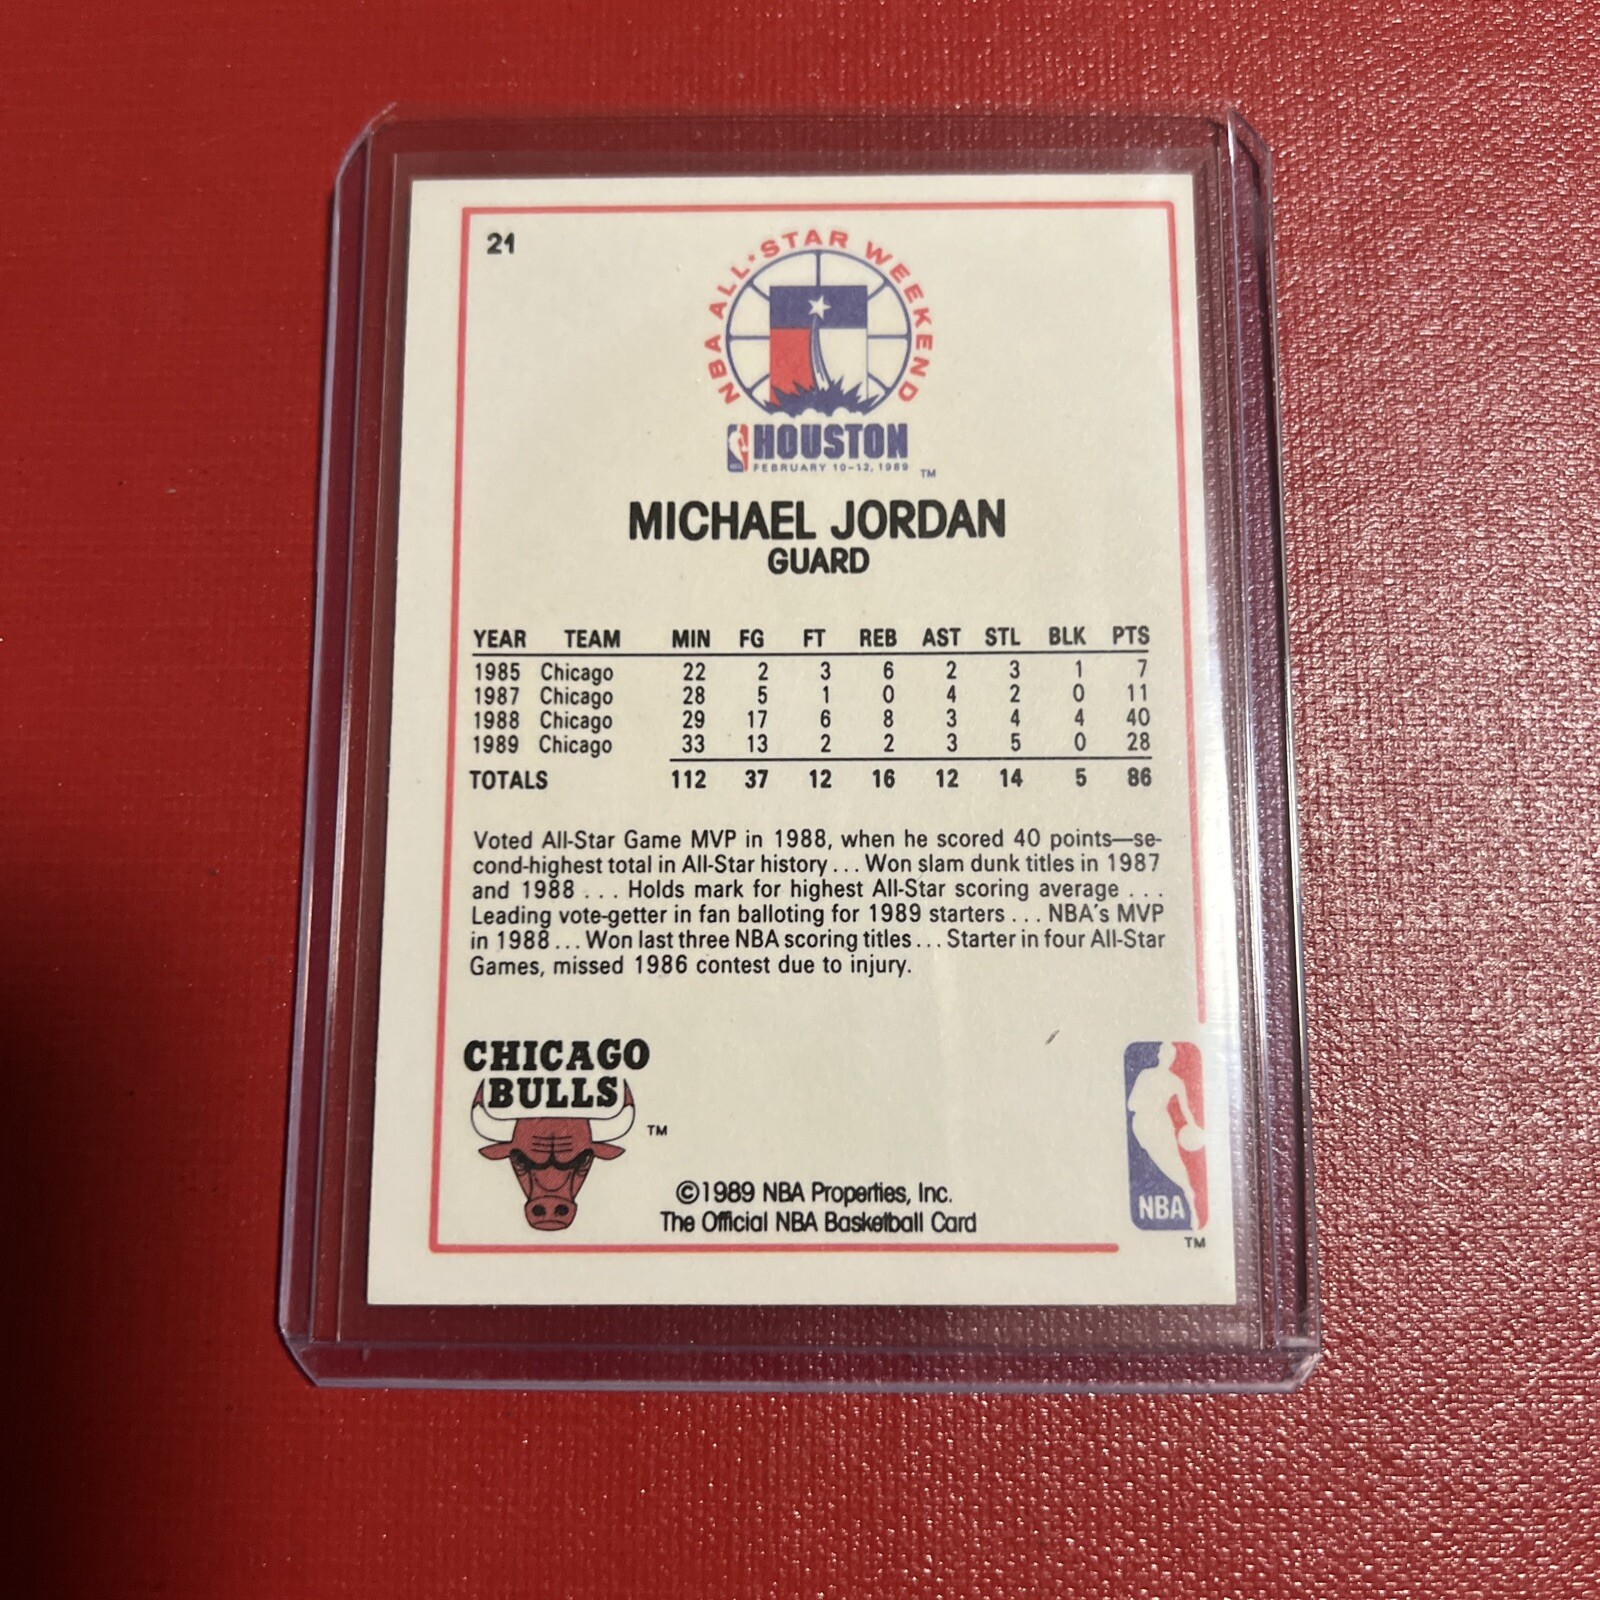 21
NBA ALL·STAR WEEKEND
HOUSTON
FEBRUARY 10-12, 1989 TM
MICHAEL JORDAN
GUARD
YEAR TEAM MIN FG FT REB AST STL BLK PTS
1985 Chicago 22 2 3 6 2 3 1 7
1987 Chicago 28 5 1 0 4 2 0 11
1988 Chicago 29 17 6 8 3 4 4 40
1989 Chicago 33 13 2 2 3 5 0 28
TOTALS 112 37 12 16 12 14 5 86
Voted All-Star Game MVP in 1988, when he scored 40 points—se-
cond-highest total in All-Star history... Won slam dunk titles in 1987
and 1988 ... Holds mark for highest All-Star scoring average ...
Leading vote-getter in fan balloting for 1989 starters ... NBA's MVP
in 1988... Won last three NBA scoring titles... Starter in four All-Star
Games, missed 1986 contest due to injury.
CHICAGO
BULLS
TM
©1989 NBA Properties, Inc.
The Official NBA Basketball Card
NBA
TM